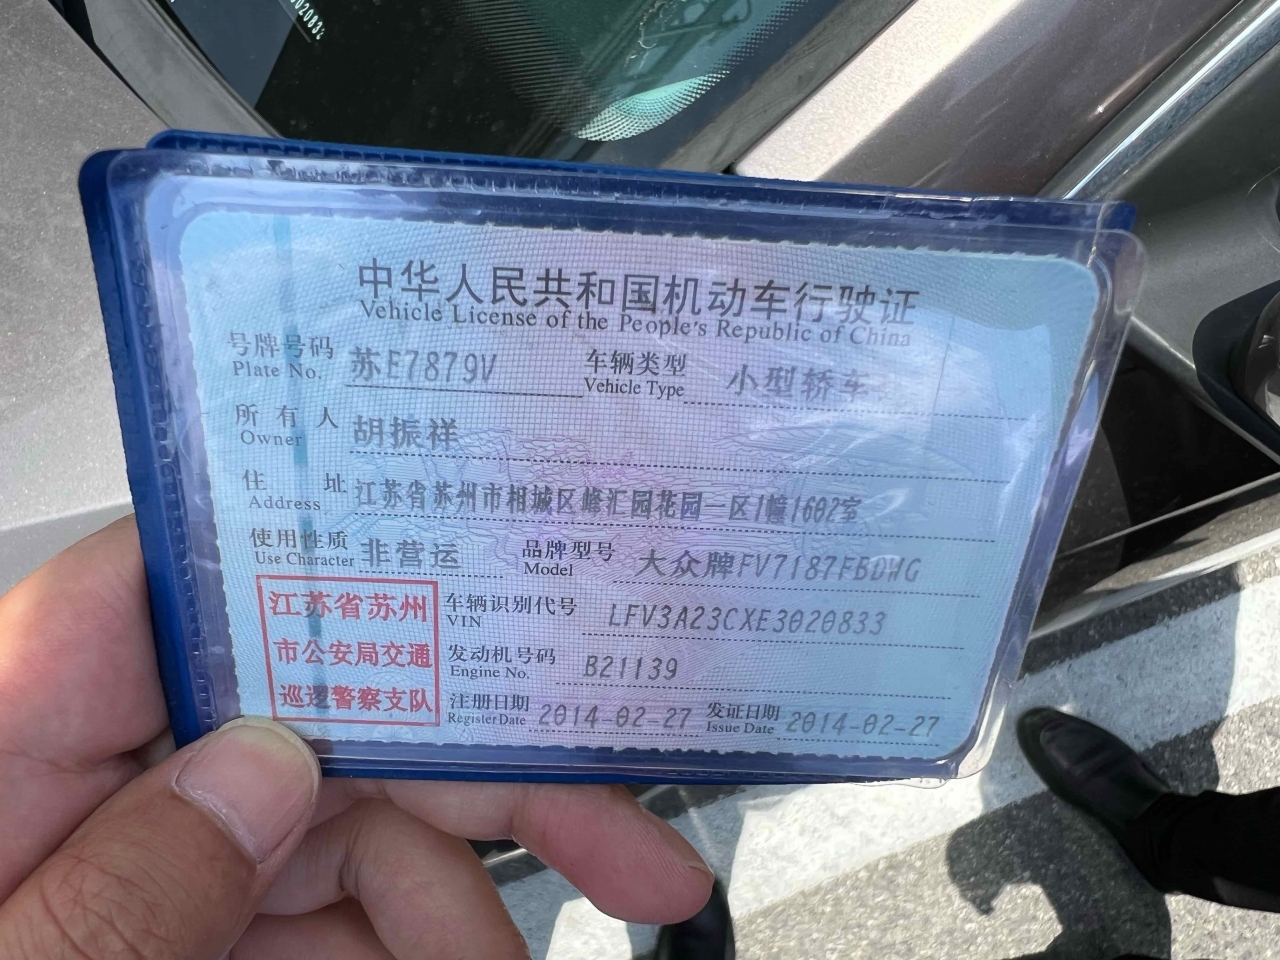 中华人民共和国机动车行驶证
Vehicle License of the People's Republic of China
号牌号码 苏E7879V 车辆类型 小型轿车
Plate No. Vehicle Type
所有人 胡振祥
Owner
住址 江苏省苏州市相城区峰汇园花园一区1幢1602室
Address
使用性质 非营运 品牌型号 大众牌FV7187FBDWG
Use Character Model
江苏省苏州
市公安局交通
巡逻警察支队
车辆识别代号 LFV3A23CXE3020833
VIN
发动机号码 B21139
Engine No.
注册日期 2014-02-27 发证日期 2014-02-27
Register Date Issue Date